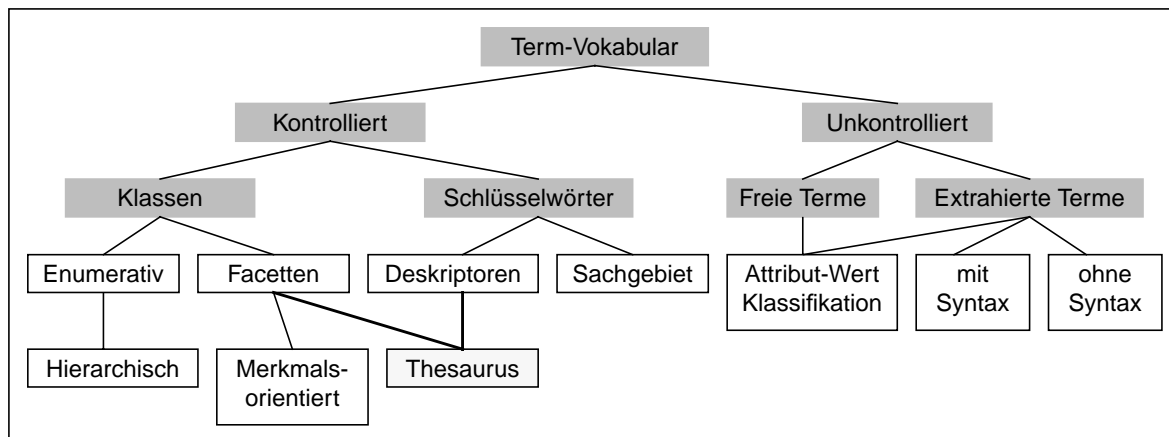 Term-Vokabular
Kontrolliert
Unkontrolliert
Klassen
Schlüsselwörter
Freie Terme
Extrahierte Terme
Enumerativ
Facetten
Deskriptoren
Sachgebiet
Attribut-Wert
Klassifikation
mit
Syntax
ohne
Syntax
Hierarchisch
Merkmals-
orientiert
Thesaurus